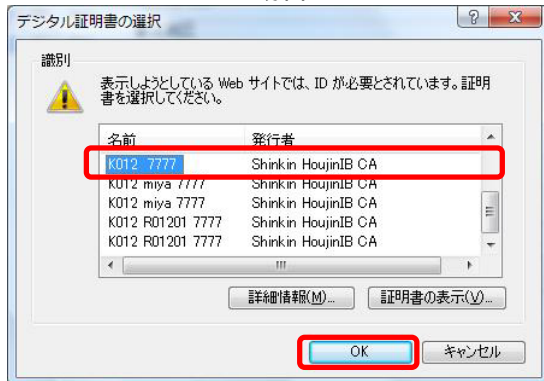 デジタル証明書の選択
識別
表示しようとしている Web サイトでは、ID が必要とされています。証明
書を選択してください。
名前 発行者
K012 7777 Shinkin HoujinIB CA
K012 miya 7777 Shinkin HoujinIB CA
K012 miya 7777 Shinkin HoujinIB CA
K012 R01201 7777 Shinkin HoujinIB CA
K012 R01201 7777 Shinkin HoujinIB CA
詳細情報(M)... 証明書の表示(V)...
OK キャンセル